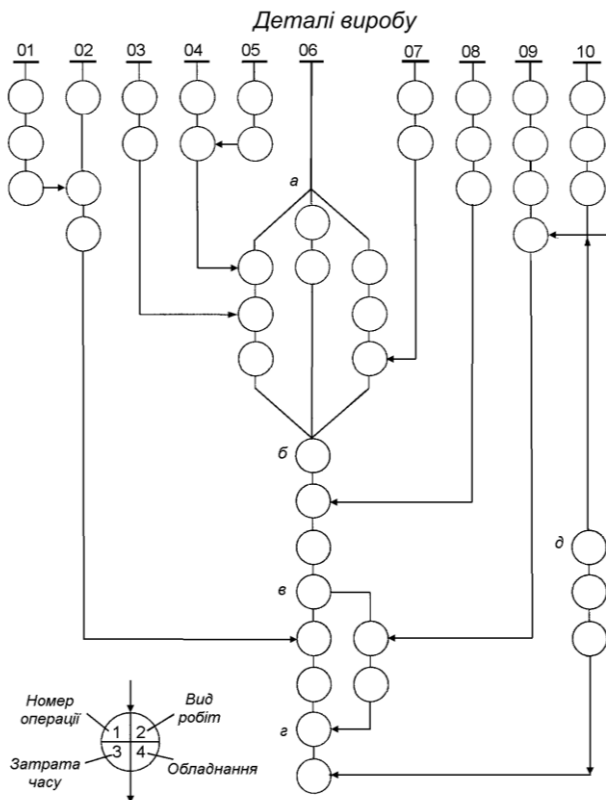 Деталі виробу
01 02 03 04 05 06 07 08 09 10
а
б
д
в
г
Номер операції
Вид робіт
1 2
3 4
Затрата часу
Обладнання